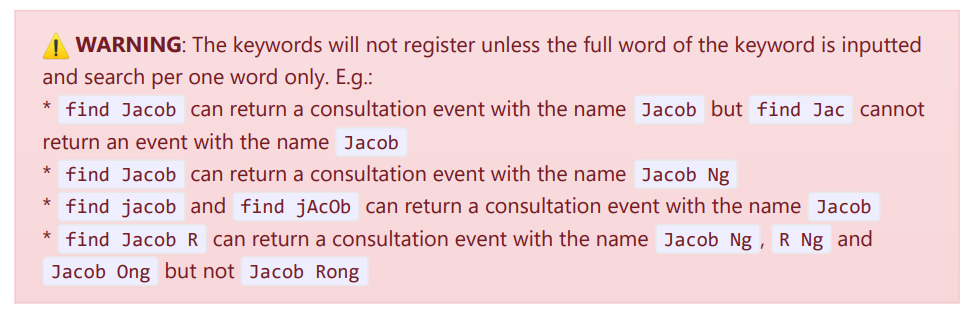 ⚠️ WARNING: The keywords will not register unless the full word of the keyword is inputted
and search per one word only. E.g.:
* find Jacob can return a consultation event with the name Jacob but find Jac cannot
return an event with the name Jacob
* find Jacob can return a consultation event with the name Jacob Ng
* find jacob and find jAcOb can return a consultation event with the name Jacob
* find Jacob R can return a consultation event with the name Jacob Ng, R Ng and
Jacob Ong but not Jacob Rong